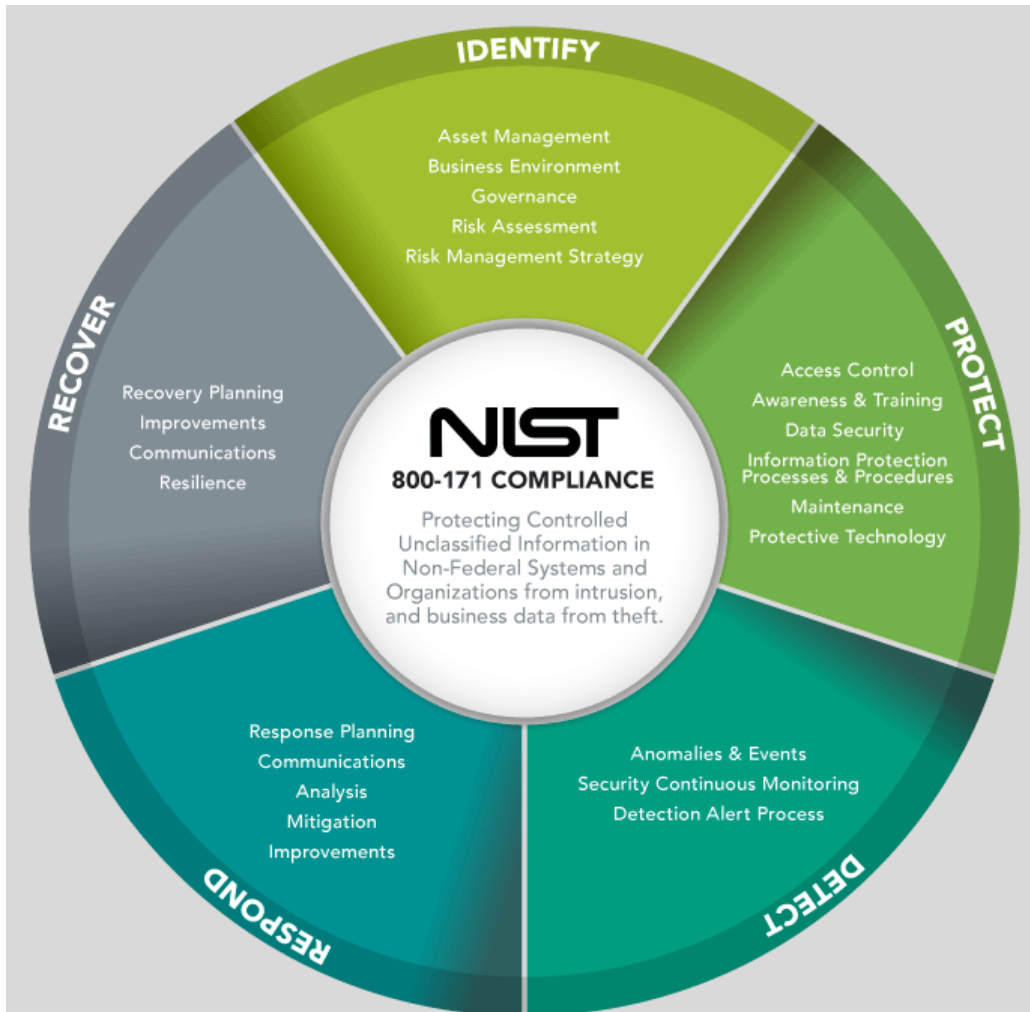 IDENTIFY
Asset Management
Business Environment
Governance
Risk Assessment
Risk Management Strategy
PROTECT
Access Control
Awareness & Training
Data Security
Information Protection
Processes & Procedures
Maintenance
Protective Technology
DETECT
Anomalies & Events
Security Continuous Monitoring
Detection Alert Process
RESPOND
Response Planning
Communications
Analysis
Mitigation
Improvements
RECOVER
Recovery Planning
Improvements
Communications
Resilience
NIST
800-171 COMPLIANCE
Protecting Controlled
Unclassified Information in
Non-Federal Systems and
Organizations from intrusion,
and business data from theft.